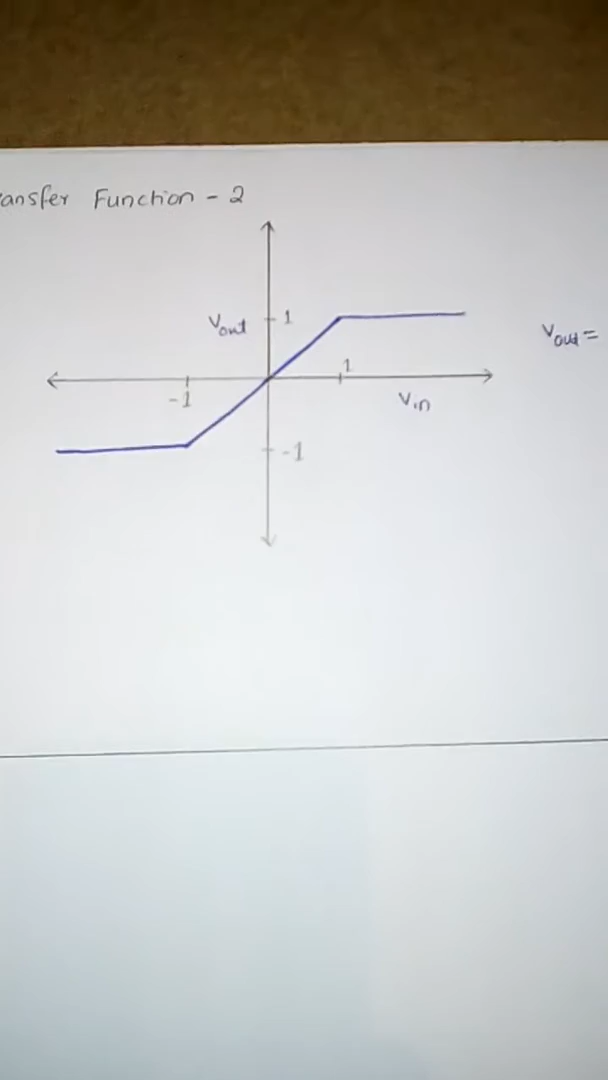 ansfer Function - 2
Vout
1
Vout =
1
-1
Vin
-1